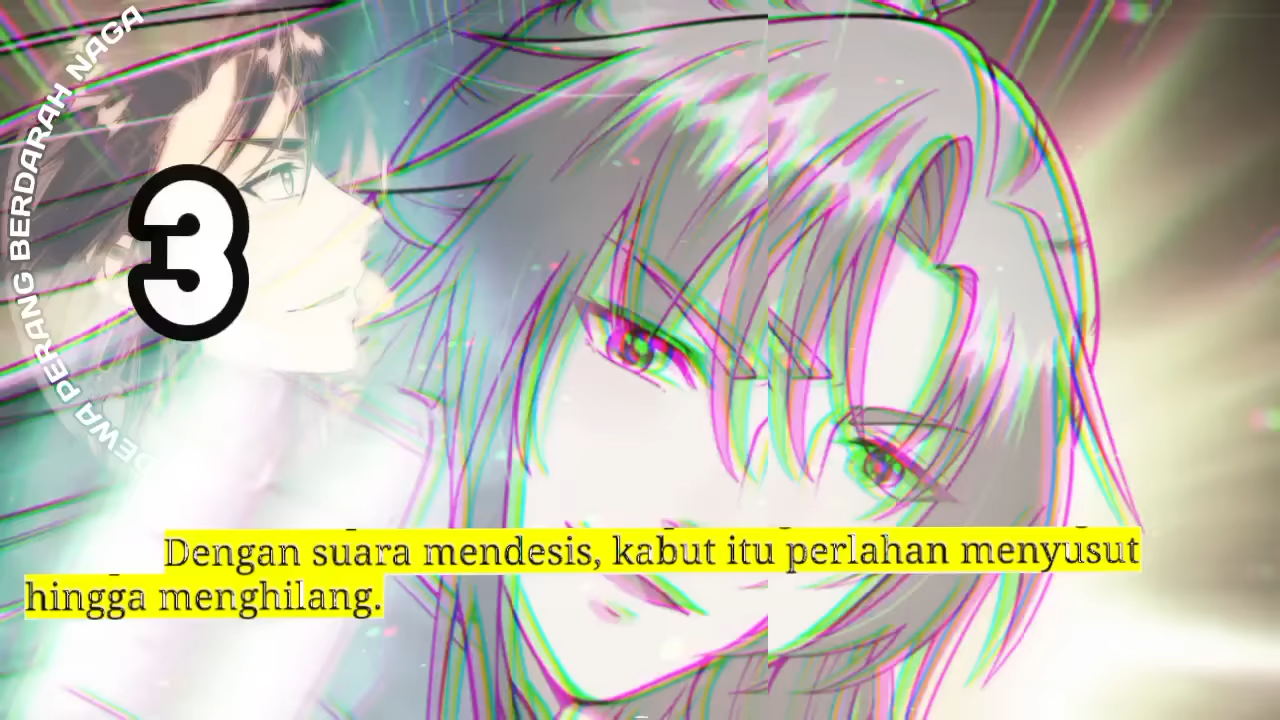 DEWA PERANG BERDARAH NAGA
3
Dengan suara mendesis, kabut itu perlahan menyusut
hingga menghilang.